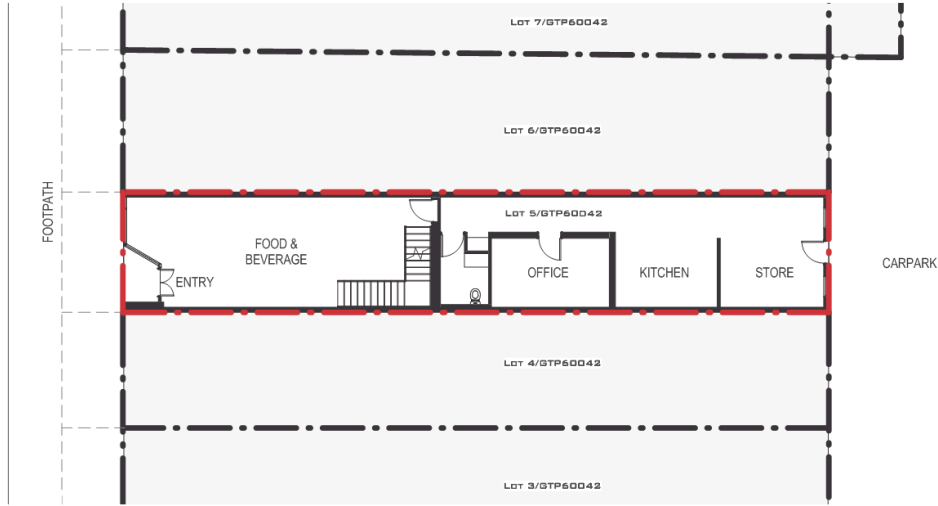 LOT 7/GTP60042
LOT 6/GTP60042
FOOTPATH
LOT 5/GTP60042
FOOD &
BEVERAGE
ENTRY
OFFICE
KITCHEN
STORE
CARPARK
LOT 4/GTP60042
LOT 3/GTP60042